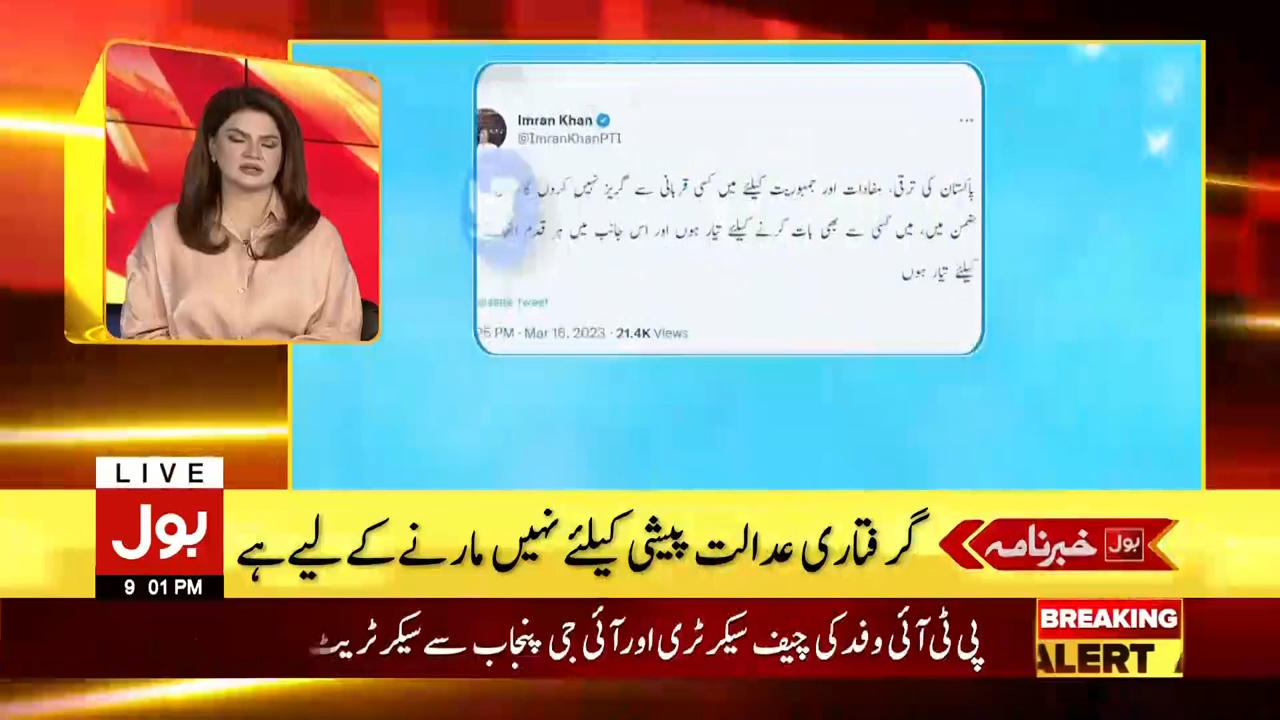 Imran Khan
@ImranKhanPTI
پاکستان کی ترقی، مفادات اور جمہوریت کیلئے میں کسی قربانی سے گریز نہیں کروں گا
ضمن میں، میں کسی سے بھی بات کرنے کیلئے تیار ہوں اور اس جانب میں ہر قدم اٹھانے
کیلئے تیار ہوں
Tweet
PM · Mar 16, 2023 · 21.4K Views
LIVE
بول
9 01 PM
گرفتاری عدالت پیشی کیلئے نہیں مارنے کے لیے ہے
بول خبرنامہ
پی ٹی آئی وفد کی چیف سیکرٹری اور آئی جی پنجاب سے سیکرٹریٹ
BREAKING
ALERT